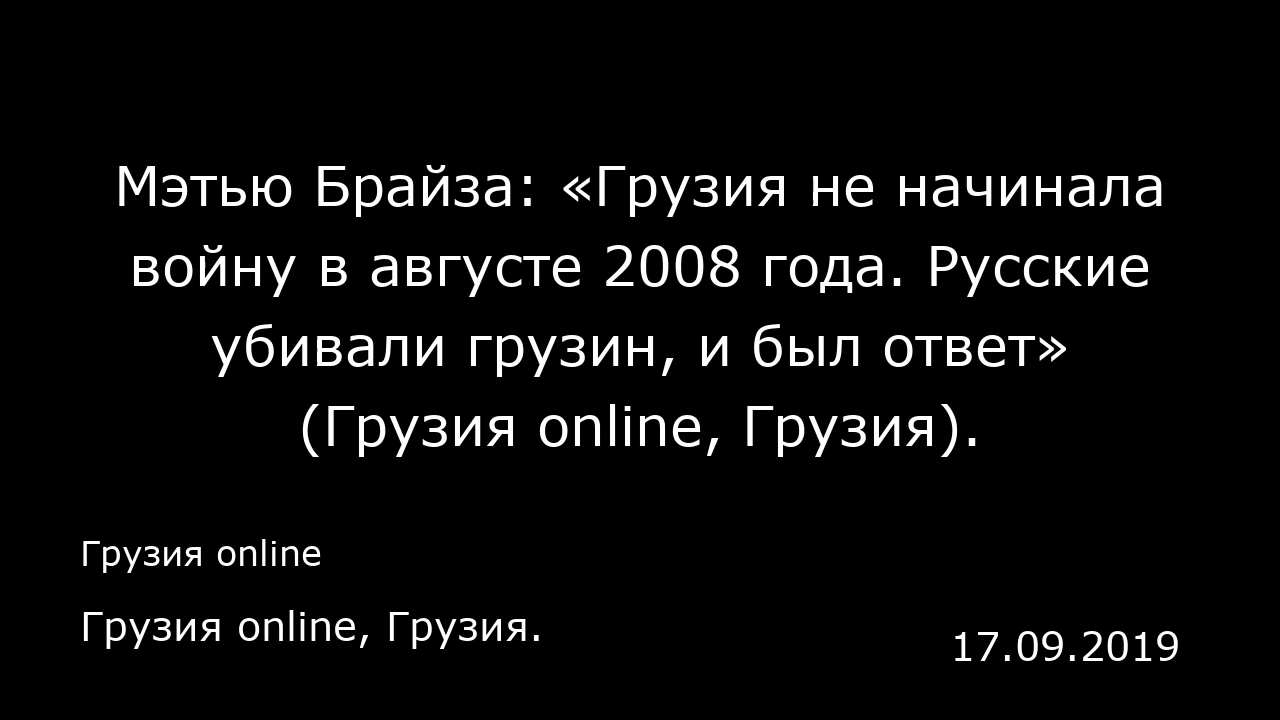 Мэтью Брайза: «Грузия не начинала
войну в августе 2008 года. Русские
убивали грузин, и был ответ»
(Грузия online, Грузия).
Грузия online
Грузия online, Грузия.
17.09.2019